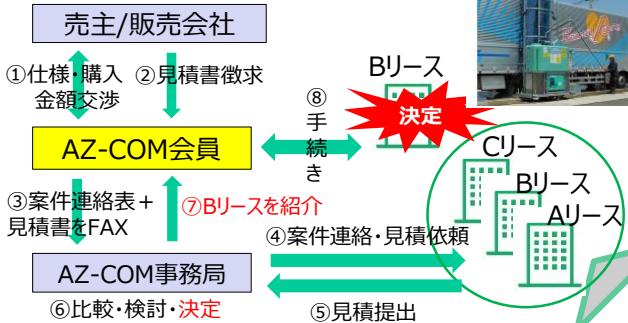 売主/販売会社
①仕様・購入
金額交渉
②見積書徴求
Bリース
決定
⑧
手
続
き
AZ-COM会員
Cリース
Bリース
Aリース
③案件連絡表+
見積書をFAX
⑦Bリースを紹介
④案件連絡・見積依頼
AZ-COM事務局
⑥比較・検討・決定
⑤見積提出